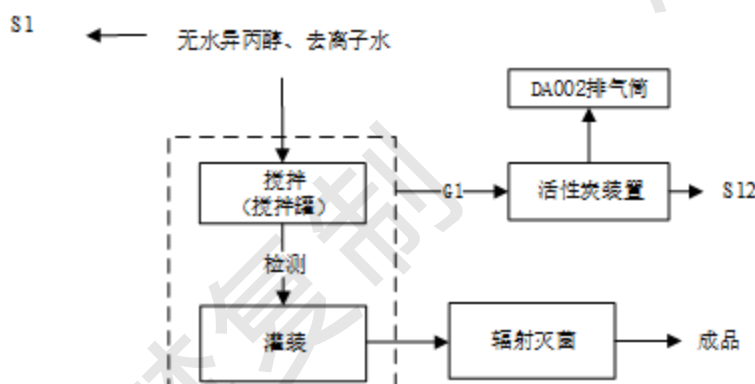 S1
无水异丙醇、去离子水
DA002排气筒
搅拌
（搅拌罐）
G1
活性炭装置
S12
检测
灌装
辐射灭菌
成品
复制